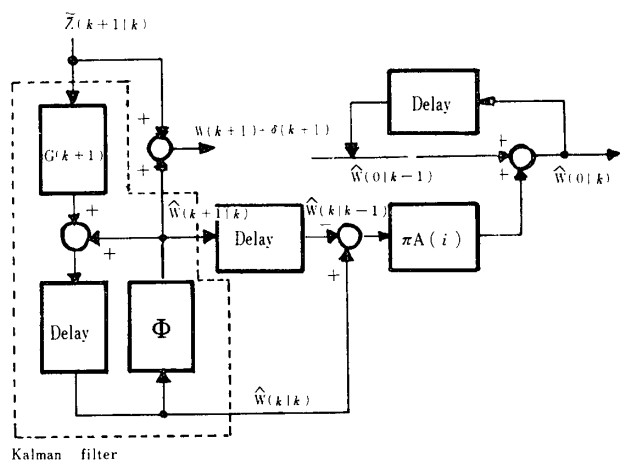 Z̃(k+1|k)
G(k+1)
+
+
W(k+1)+δ(k+1)
Delay
+
+
Ŵ(0|k−1)
Ŵ(0|k)
+
+
Ŵ(k+1|k)
Delay
Ŵ(k|k−1)
−
+
πA(i)
Delay
Φ
Ŵ(k|k)
Kalman filter